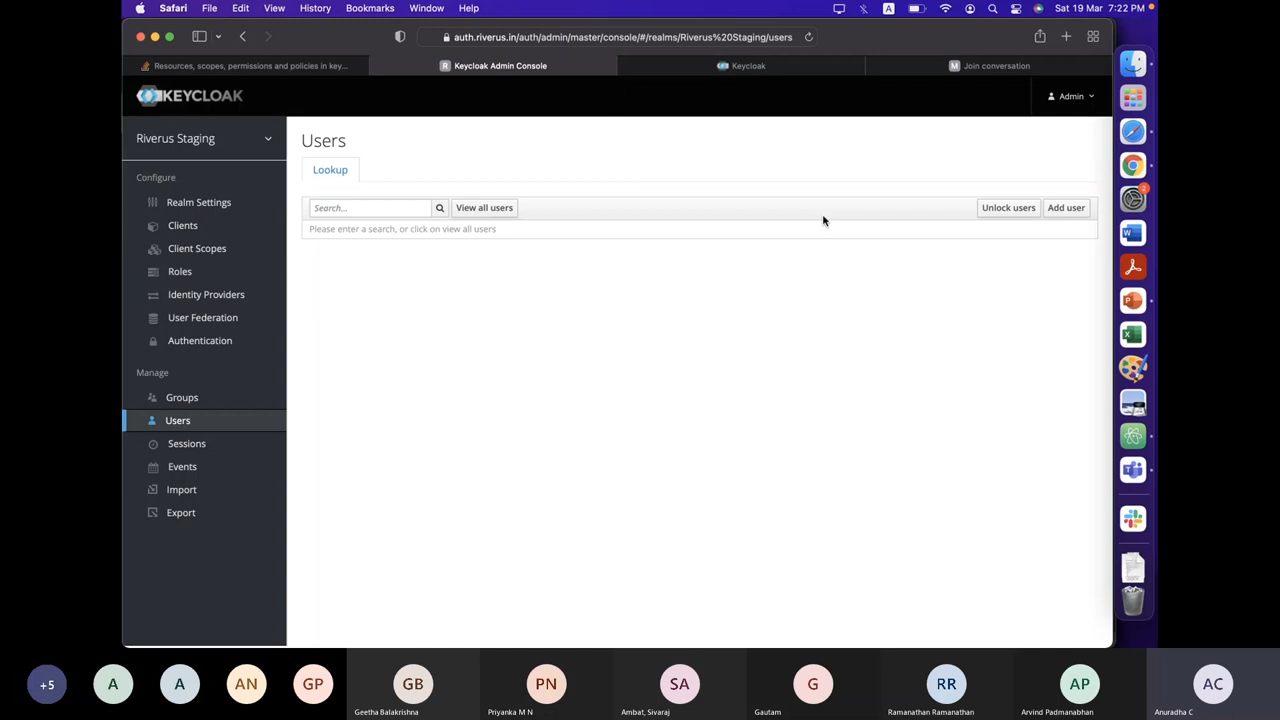 Safari File Edit View History Bookmarks Window Help
A
Sat 19 Mar 7:22 PM
auth.riverus.in/auth/admin/master/console/#/realms/Riverus%20Staging/users
Resources, scopes, permissions and policies in key...
R Keycloak Admin Console
Keycloak
M Join conversation
KEYCLOAK
Admin
Riverus Staging
Configure
Realm Settings
Clients
Client Scopes
Roles
Identity Providers
User Federation
Authentication
Manage
Groups
Users
Sessions
Events
Import
Export
Users
Lookup
Search...
View all users
Unlock users
Add user
Please enter a search, or click on view all users
2
+5
A
A
AN
GP
GB
PN
SA
G
RR
AP
AC
Geetha Balakrishna
Priyanka M N
Ambat, Sivaraj
Gautam
Ramanathan Ramanathan
Arvind Padmanabhan
Anuradha C